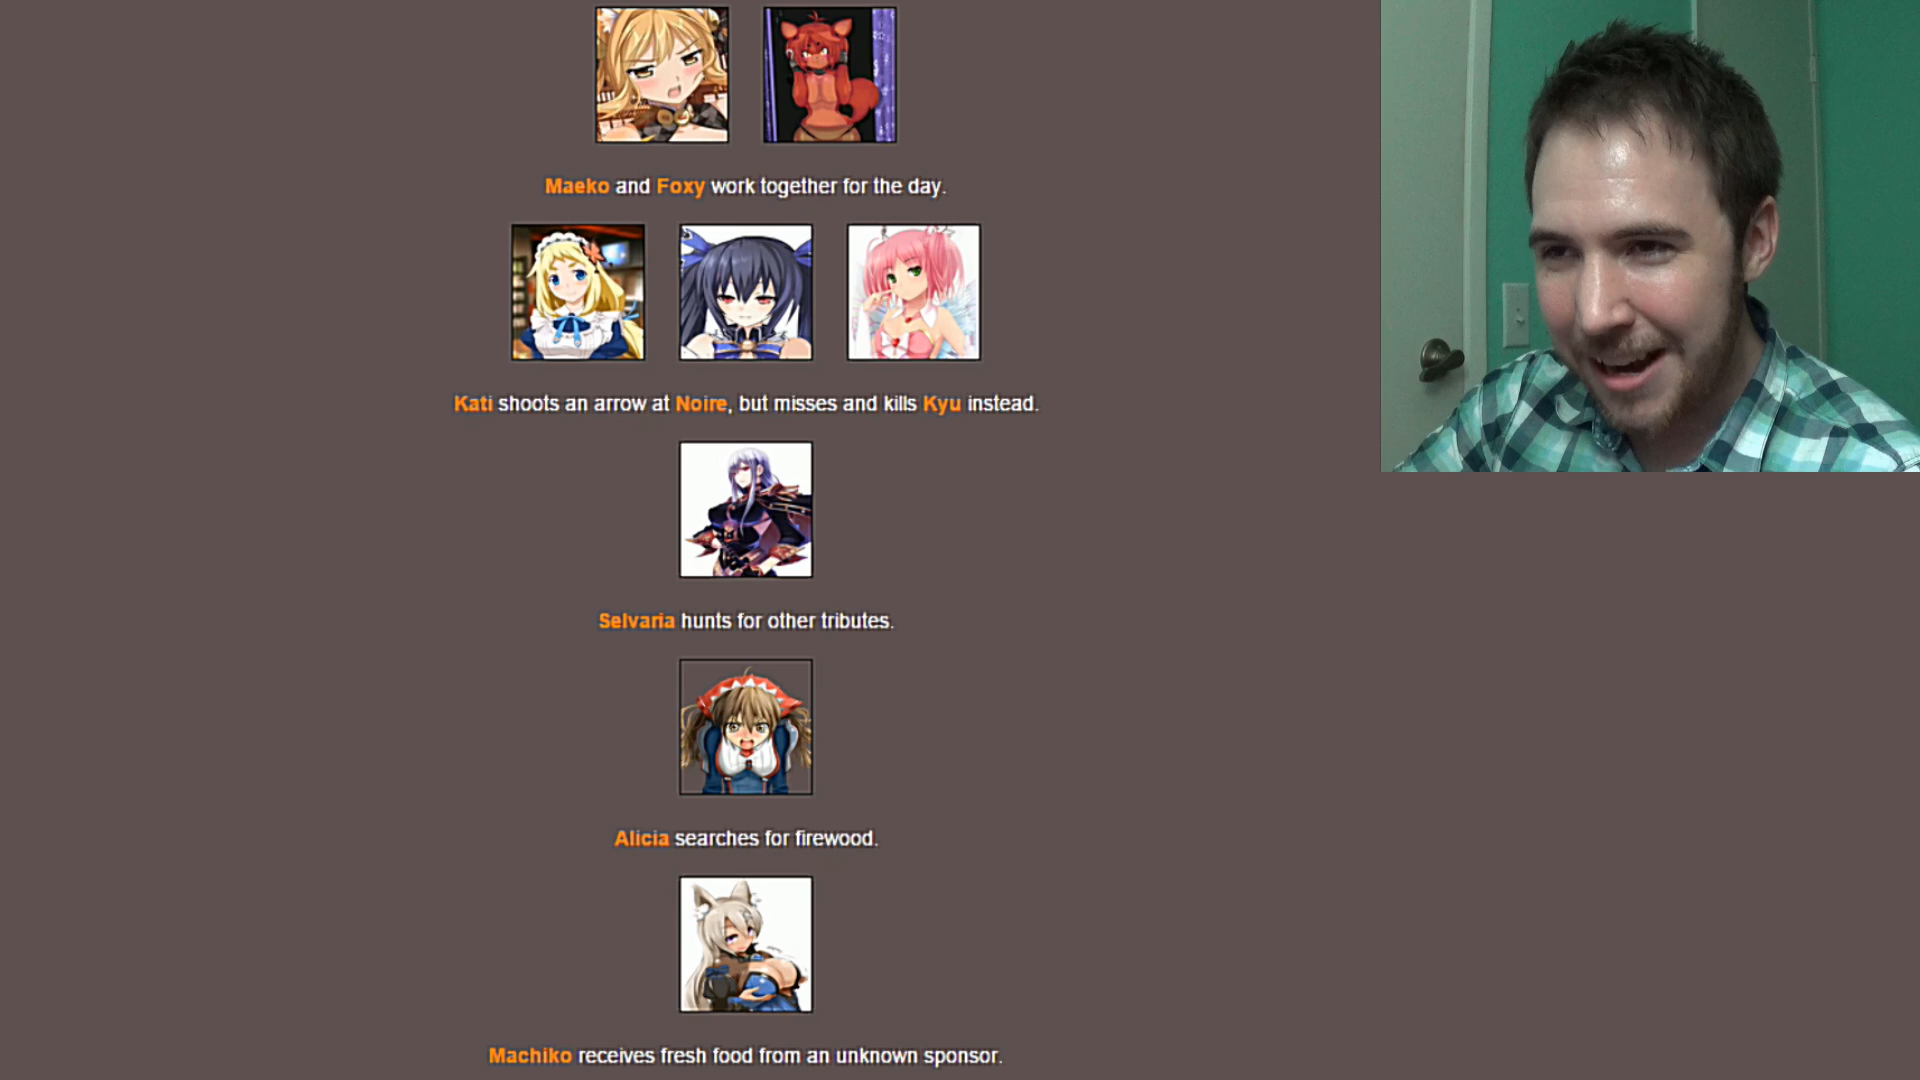 Maeko and Foxy work together for the day.
Kati shoots an arrow at Noire, but misses and kills Kyu instead.
Selvaria hunts for other tributes.
Alicia searches for firewood.
Machiko receives fresh food from an unknown sponsor.